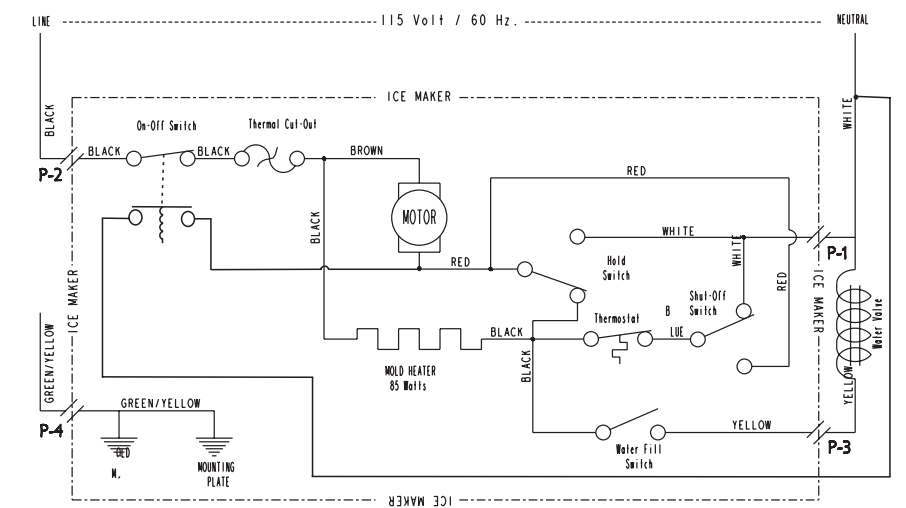 LINE
115 Volt / 60 Hz.
NEUTRAL
BLACK
ICE MAKER
WHITE
On-Off Switch
Thermal Cut-Out
BLACK
BLACK
BROWN
P-2
RED
MOTOR
BLACK
WHITE
WHITE
P-1
RED
Hold
Switch
RED
ICE MAKER
ICE MAKER
Shut-Off
Switch
Thermostat
B
LUE
BLACK
Water Valve
GREEN/YELLOW
MOLD HEATER
85 Watts
BLACK
YELLOW
GREEN/YELLOW
P-4
YELLOW
P-3
Water Fill
Switch
M.
MOUNTING
PLATE
ICE MAKER